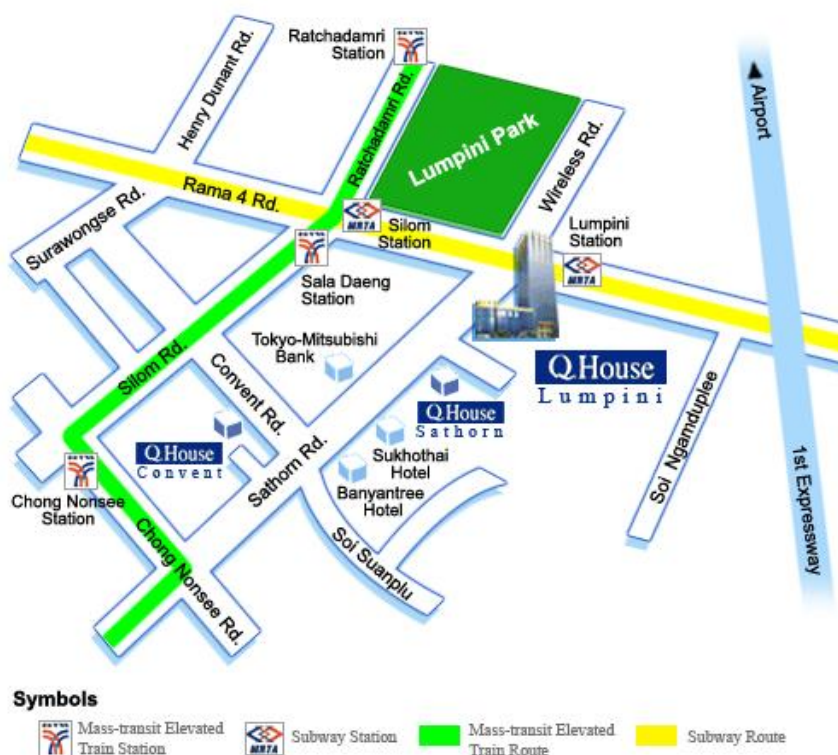 Ratchadamri
Station
Henry Dunant Rd.
Ratchadamri Rd.
Lumpini Park
Wireless Rd.
Airport
Rama 4 Rd.
Surawongse Rd.
MRTA
Silom
Station
Lumpini
Station
MRTA
Sala Daeng
Station
Silom Rd.
Tokyo-Mitsubishi
Bank
Convent Rd.
Q.House
Lumpini
Q.House
Sathorn
Q.House
Convent
Sathorn Rd.
Sukhothai
Hotel
Banyantree
Hotel
Soi Ngamduplee
1st Expressway
Chong Nonsee
Station
Chong Nonsee Rd.
Soi Suanplu
Symbols
Mass-transit Elevated
Train Station
MRTA
Subway Station
Mass-transit Elevated
Train Route
Subway Route